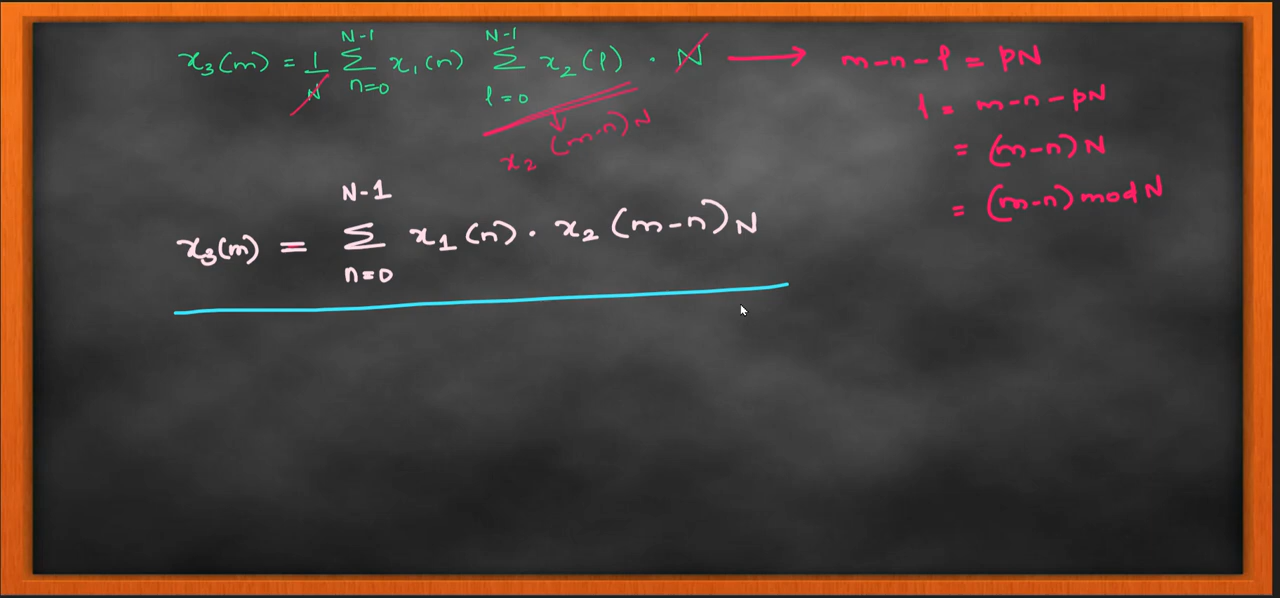 x₃(m) = 1/N Σ_{n=0}^{N-1} x₁(n) Σ_{l=0}^{N-1} x₂(l) · N ⟶ m-n-l = pN
l = m-n-pN
x₂ (m-n)N
= (m-n)N
= (m-n) mod N
x₃(m) = Σ_{n=0}^{N-1} x₁(n) · x₂(m-n)N